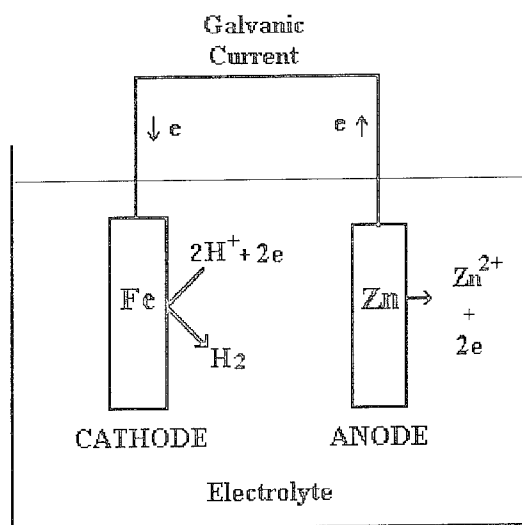 Galvanic
Current
↓ e
e ↑
2H⁺ + 2e
Fe
H₂
Zn
Zn²⁺
+
2e
CATHODE
ANODE
Electrolyte